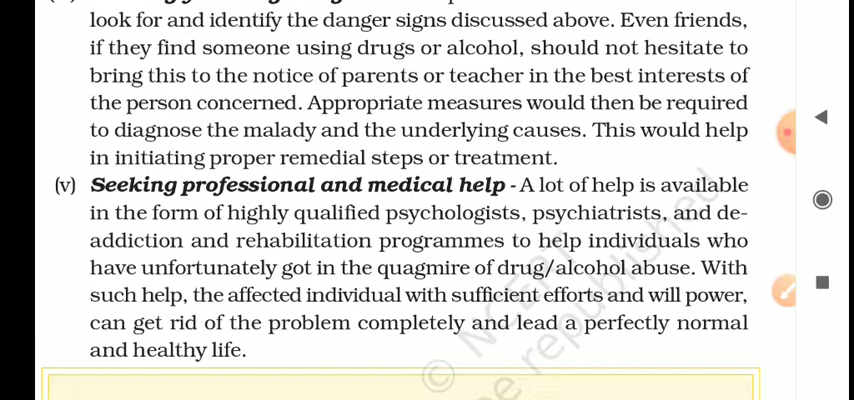 look for and identify the danger signs discussed above. Even friends,
if they find someone using drugs or alcohol, should not hesitate to
bring this to the notice of parents or teacher in the best interests of
the person concerned. Appropriate measures would then be required
to diagnose the malady and the underlying causes. This would help
in initiating proper remedial steps or treatment.
(v) Seeking professional and medical help - A lot of help is available
in the form of highly qualified psychologists, psychiatrists, and de-
addiction and rehabilitation programmes to help individuals who
have unfortunately got in the quagmire of drug/alcohol abuse. With
such help, the affected individual with sufficient efforts and will power,
can get rid of the problem completely and lead a perfectly normal
and healthy life.
© NCERT
be republished